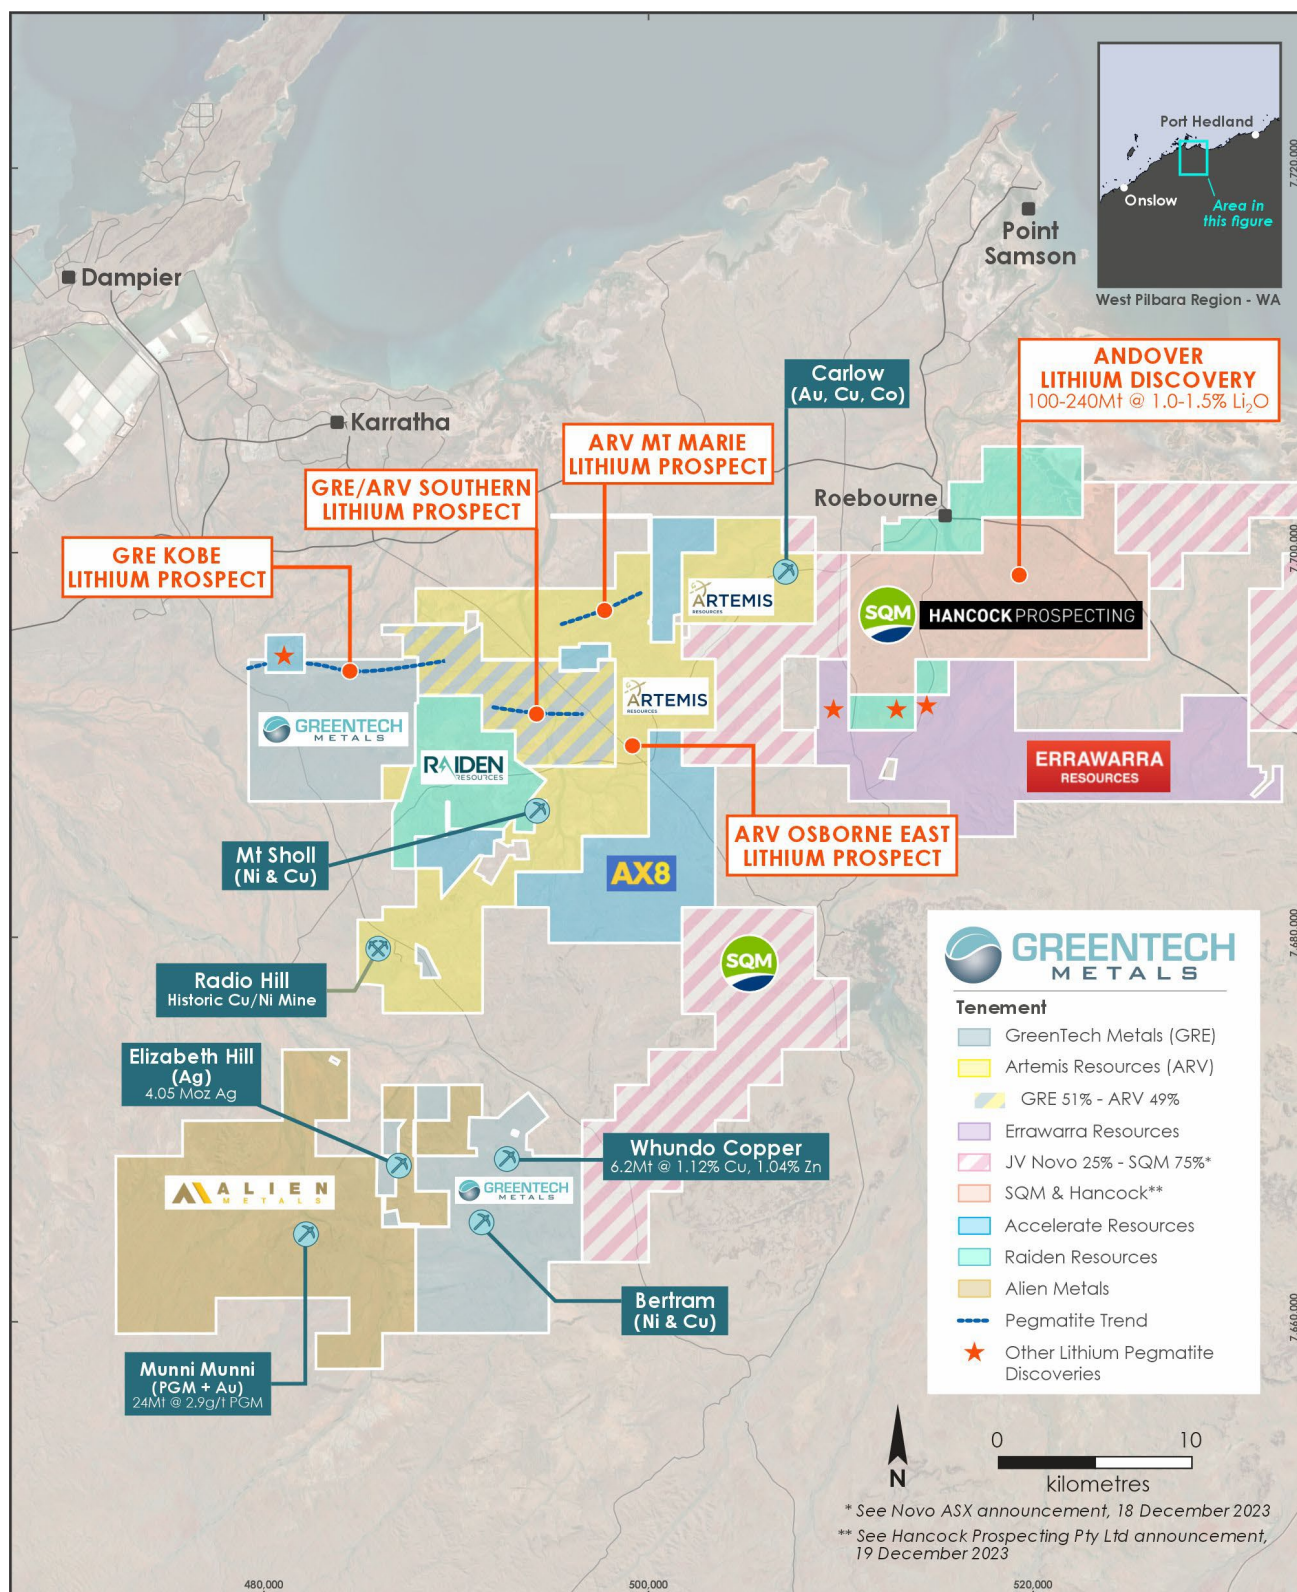 Port Hedland
Onslow
Area in
this figure
West Pilbara Region - WA
7,720,000
Point
Samson
Dampier
ANDOVER
LITHIUM DISCOVERY
100-240Mt @ 1.0-1.5% Li₂O
Carlow
(Au, Cu, Co)
Karratha
ARV MT MARIE
LITHIUM PROSPECT
GRE/ARV SOUTHERN
LITHIUM PROSPECT
Roebourne
GRE KOBE
LITHIUM PROSPECT
7,700,000
ARTEMIS
RESOURCES
SQM
HANCOCK PROSPECTING
ARTEMIS
RESOURCES
GREENTECH
METALS
RAIDEN
RESOURCES
ERRAWARRA
RESOURCES
ARV OSBORNE EAST
LITHIUM PROSPECT
Mt Sholl
(Ni & Cu)
AX8
7,680,000
SQM
Radio Hill
Historic Cu/Ni Mine
Elizabeth Hill
(Ag)
4.05 Moz Ag
Whundo Copper
6.2Mt @ 1.12% Cu, 1.04% Zn
ALIEN
METALS
GREENTECH
METALS
Bertram
(Ni & Cu)
Munni Munni
(PGM + Au)
24Mt @ 2.9g/t PGM
GREENTECH
METALS
Tenement
GreenTech Metals (GRE)
Artemis Resources (ARV)
GRE 51% - ARV 49%
Errawarra Resources
JV Novo 25% - SQM 75%*
SQM & Hancock**
Accelerate Resources
Raiden Resources
Alien Metals
Pegmatite Trend
Other Lithium Pegmatite
Discoveries
7,660,000
N
0 10
kilometres
* See Novo ASX announcement, 18 December 2023
** See Hancock Prospecting Pty Ltd announcement,
19 December 2023
480,000 500,000 520,000